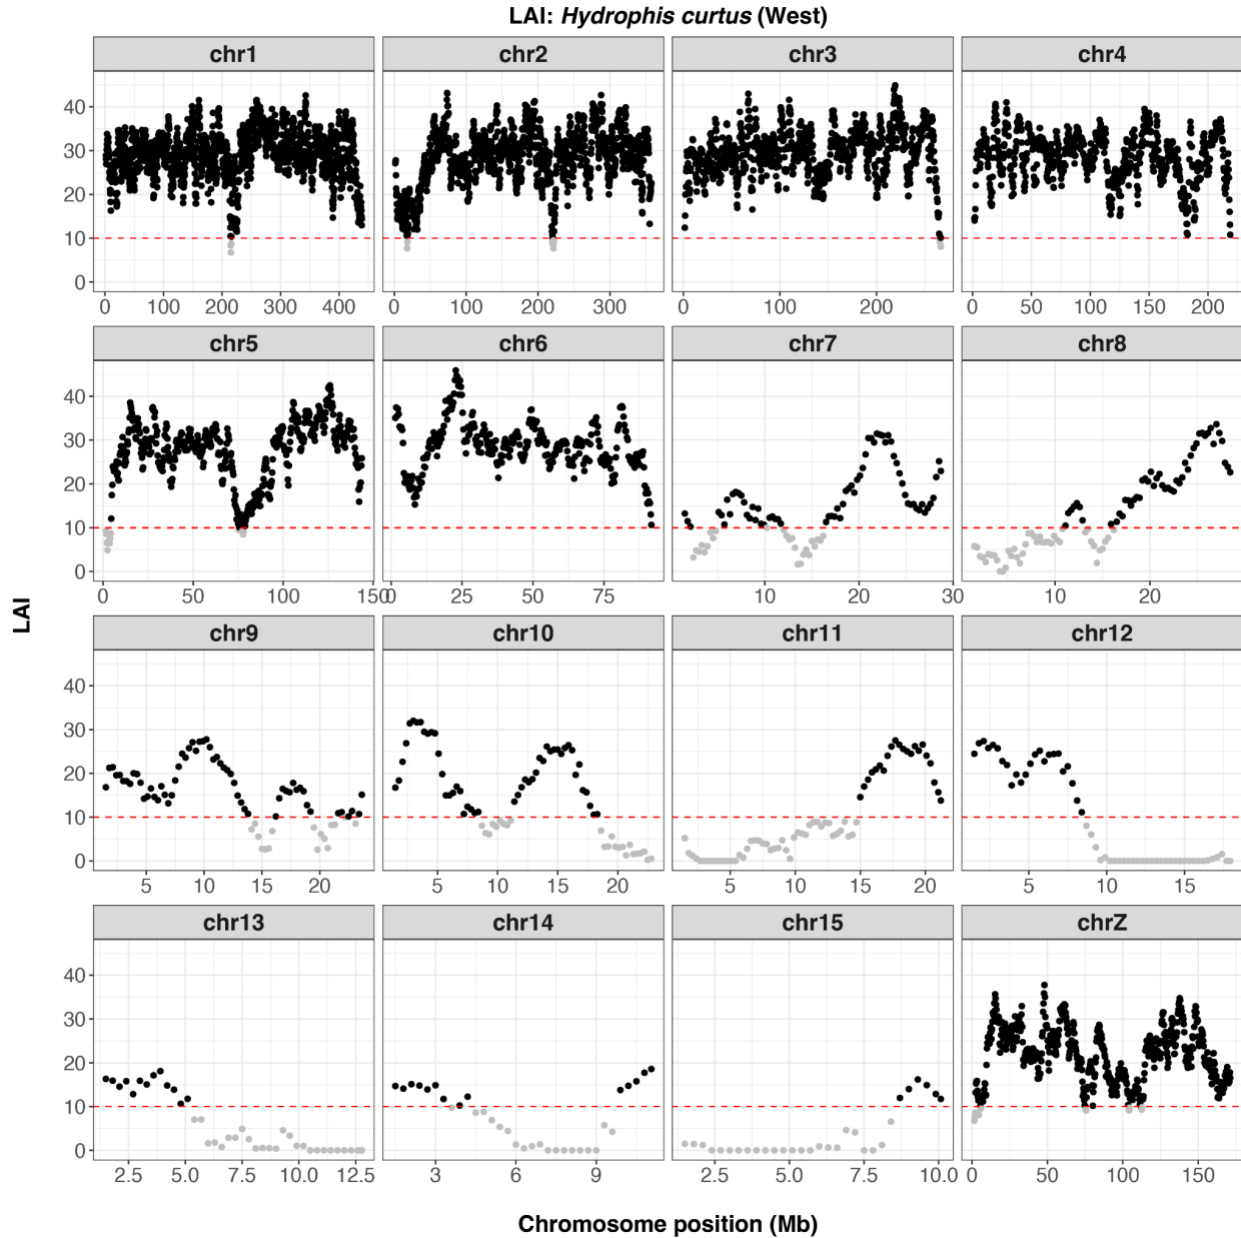 LAI: Hydrophis curtus (West)
chr1 chr2 chr3 chr4
40
30
20
10
0
0 100 200 300 400 0 100 200 300 0 100 200 0 50 100 150 200
chr5 chr6 chr7 chr8
40
30
20
10
0
0 50 100 150 0 25 50 75 10 20 30 10 20
LAI
chr9 chr10 chr11 chr12
40
30
20
10
0
5 10 15 20 5 10 15 20 5 10 15 20 5 10 15
chr13 chr14 chr15 chrZ
40
30
20
10
0
2.5 5.0 7.5 10.0 12.5 3 6 9 2.5 5.0 7.5 10.0 0 50 100 150
Chromosome position (Mb)